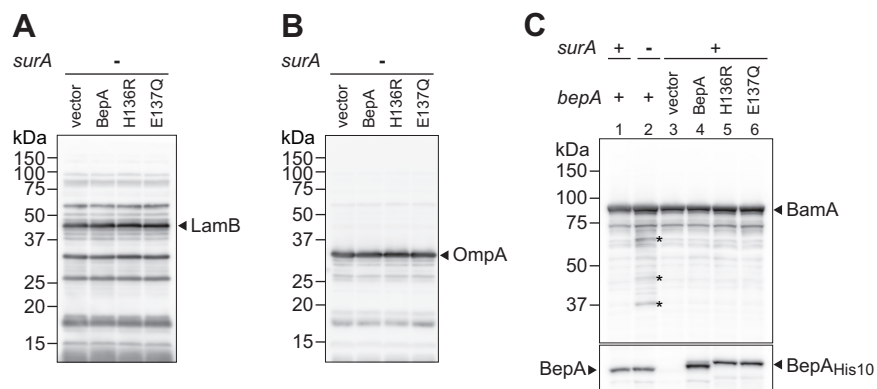 A
surA -
vector BepA H136R E137Q
kDa
150
100
75
50
37
25
20
15
◄ LamB
B
surA -
vector BepA H136R E137Q
kDa
150
100
75
50
37
25
20
15
◄ OmpA
C
surA + - +
bepA + + vector BepA H136R E137Q
1 2 3 4 5 6
kDa
150
100
75
50
37
◄ BamA
*
*
*
BepA ► ◄ BepAHis10